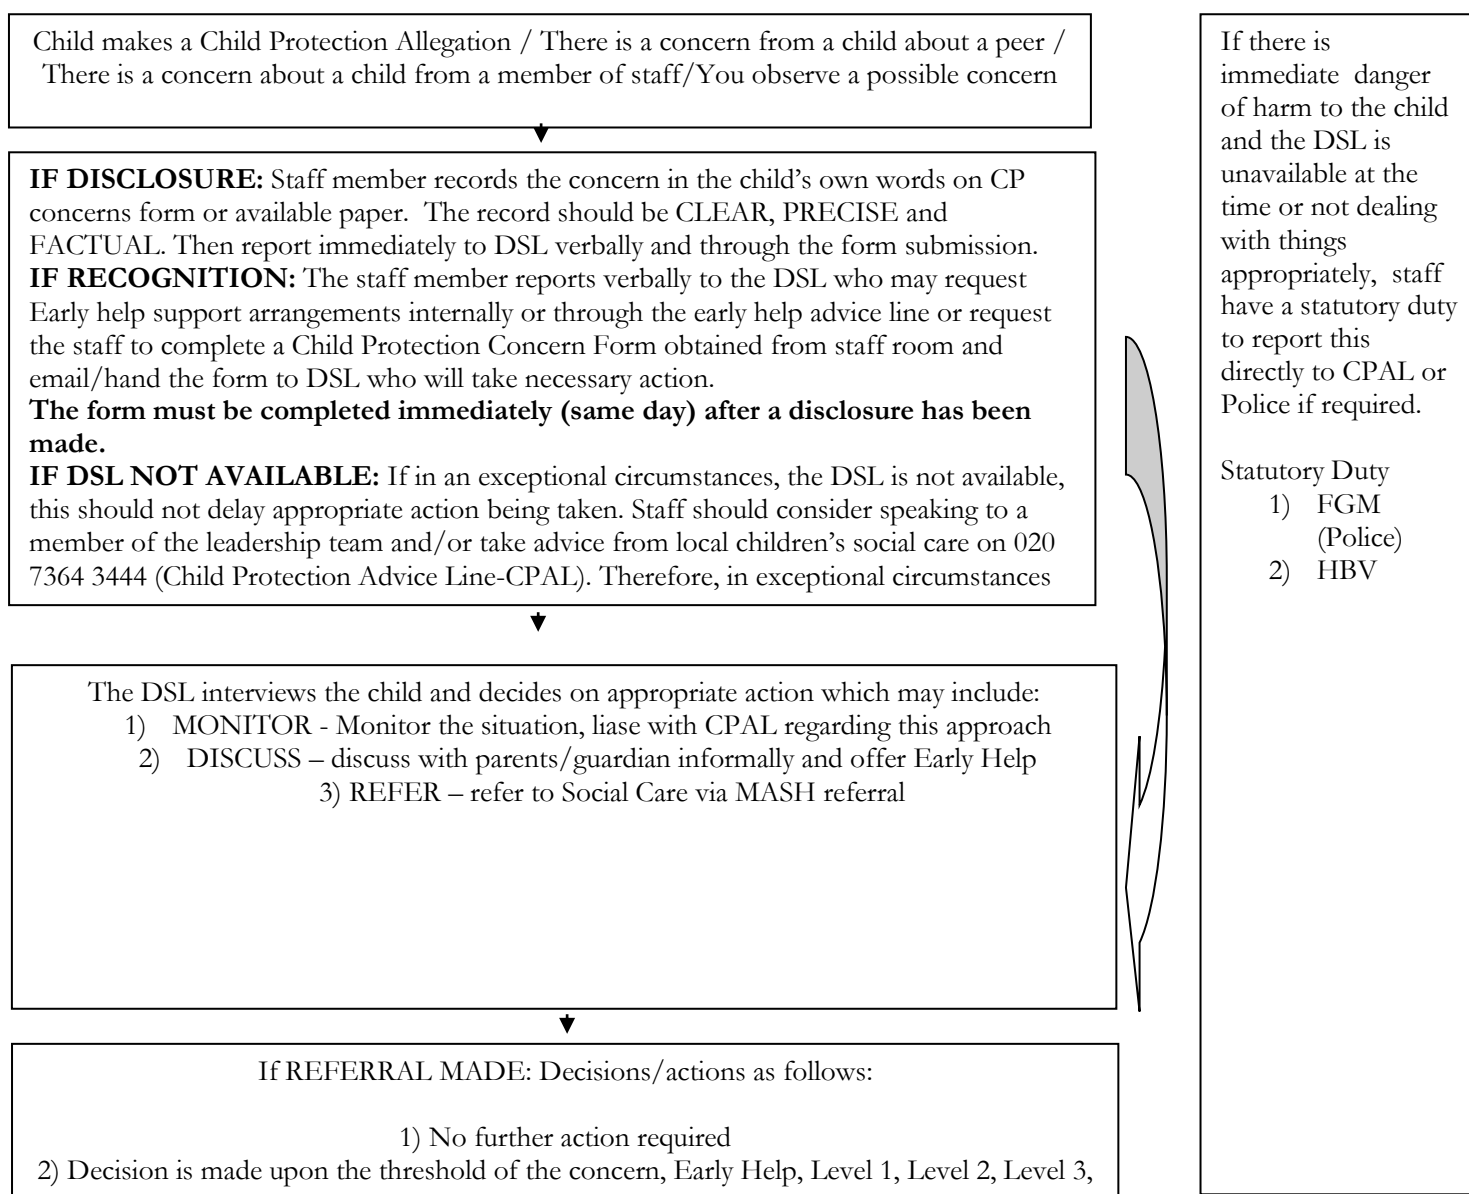 Child makes a Child Protection Allegation / There is a concern from a child about a peer /
There is a concern about a child from a member of staff/You observe a possible concern
IF DISCLOSURE: Staff member records the concern in the child's own words on CP
concerns form or available paper.  The record should be CLEAR, PRECISE and
FACTUAL. Then report immediately to DSL verbally and through the form submission.
IF RECOGNITION: The staff member reports verbally to the DSL who may request
Early help support arrangements internally or through the early help advice line or request
the staff to complete a Child Protection Concern Form obtained from staff room and
email/hand the form to DSL who will take necessary action.
The form must be completed immediately (same day) after a disclosure has been
made.
IF DSL NOT AVAILABLE: If in an exceptional circumstances, the DSL is not available,
this should not delay appropriate action being taken. Staff should consider speaking to a
member of the leadership team and/or take advice from local children's social care on 020
7364 3444 (Child Protection Advice Line-CPAL). Therefore, in exceptional circumstances
The DSL interviews the child and decides on appropriate action which may include:
1) MONITOR - Monitor the situation, liase with CPAL regarding this approach
2) DISCUSS – discuss with parents/guardian informally and offer Early Help
3) REFER – refer to Social Care via MASH referral
If REFERRAL MADE: Decisions/actions as follows:
1) No further action required
2) Decision is made upon the threshold of the concern, Early Help, Level 1, Level 2, Level 3,
If there is
immediate danger
of harm to the child
and the DSL is
unavailable at the
time or not dealing
with things
appropriately, staff
have a statutory duty
to report this
directly to CPAL or
Police if required.
Statutory Duty
1) FGM
(Police)
2) HBV